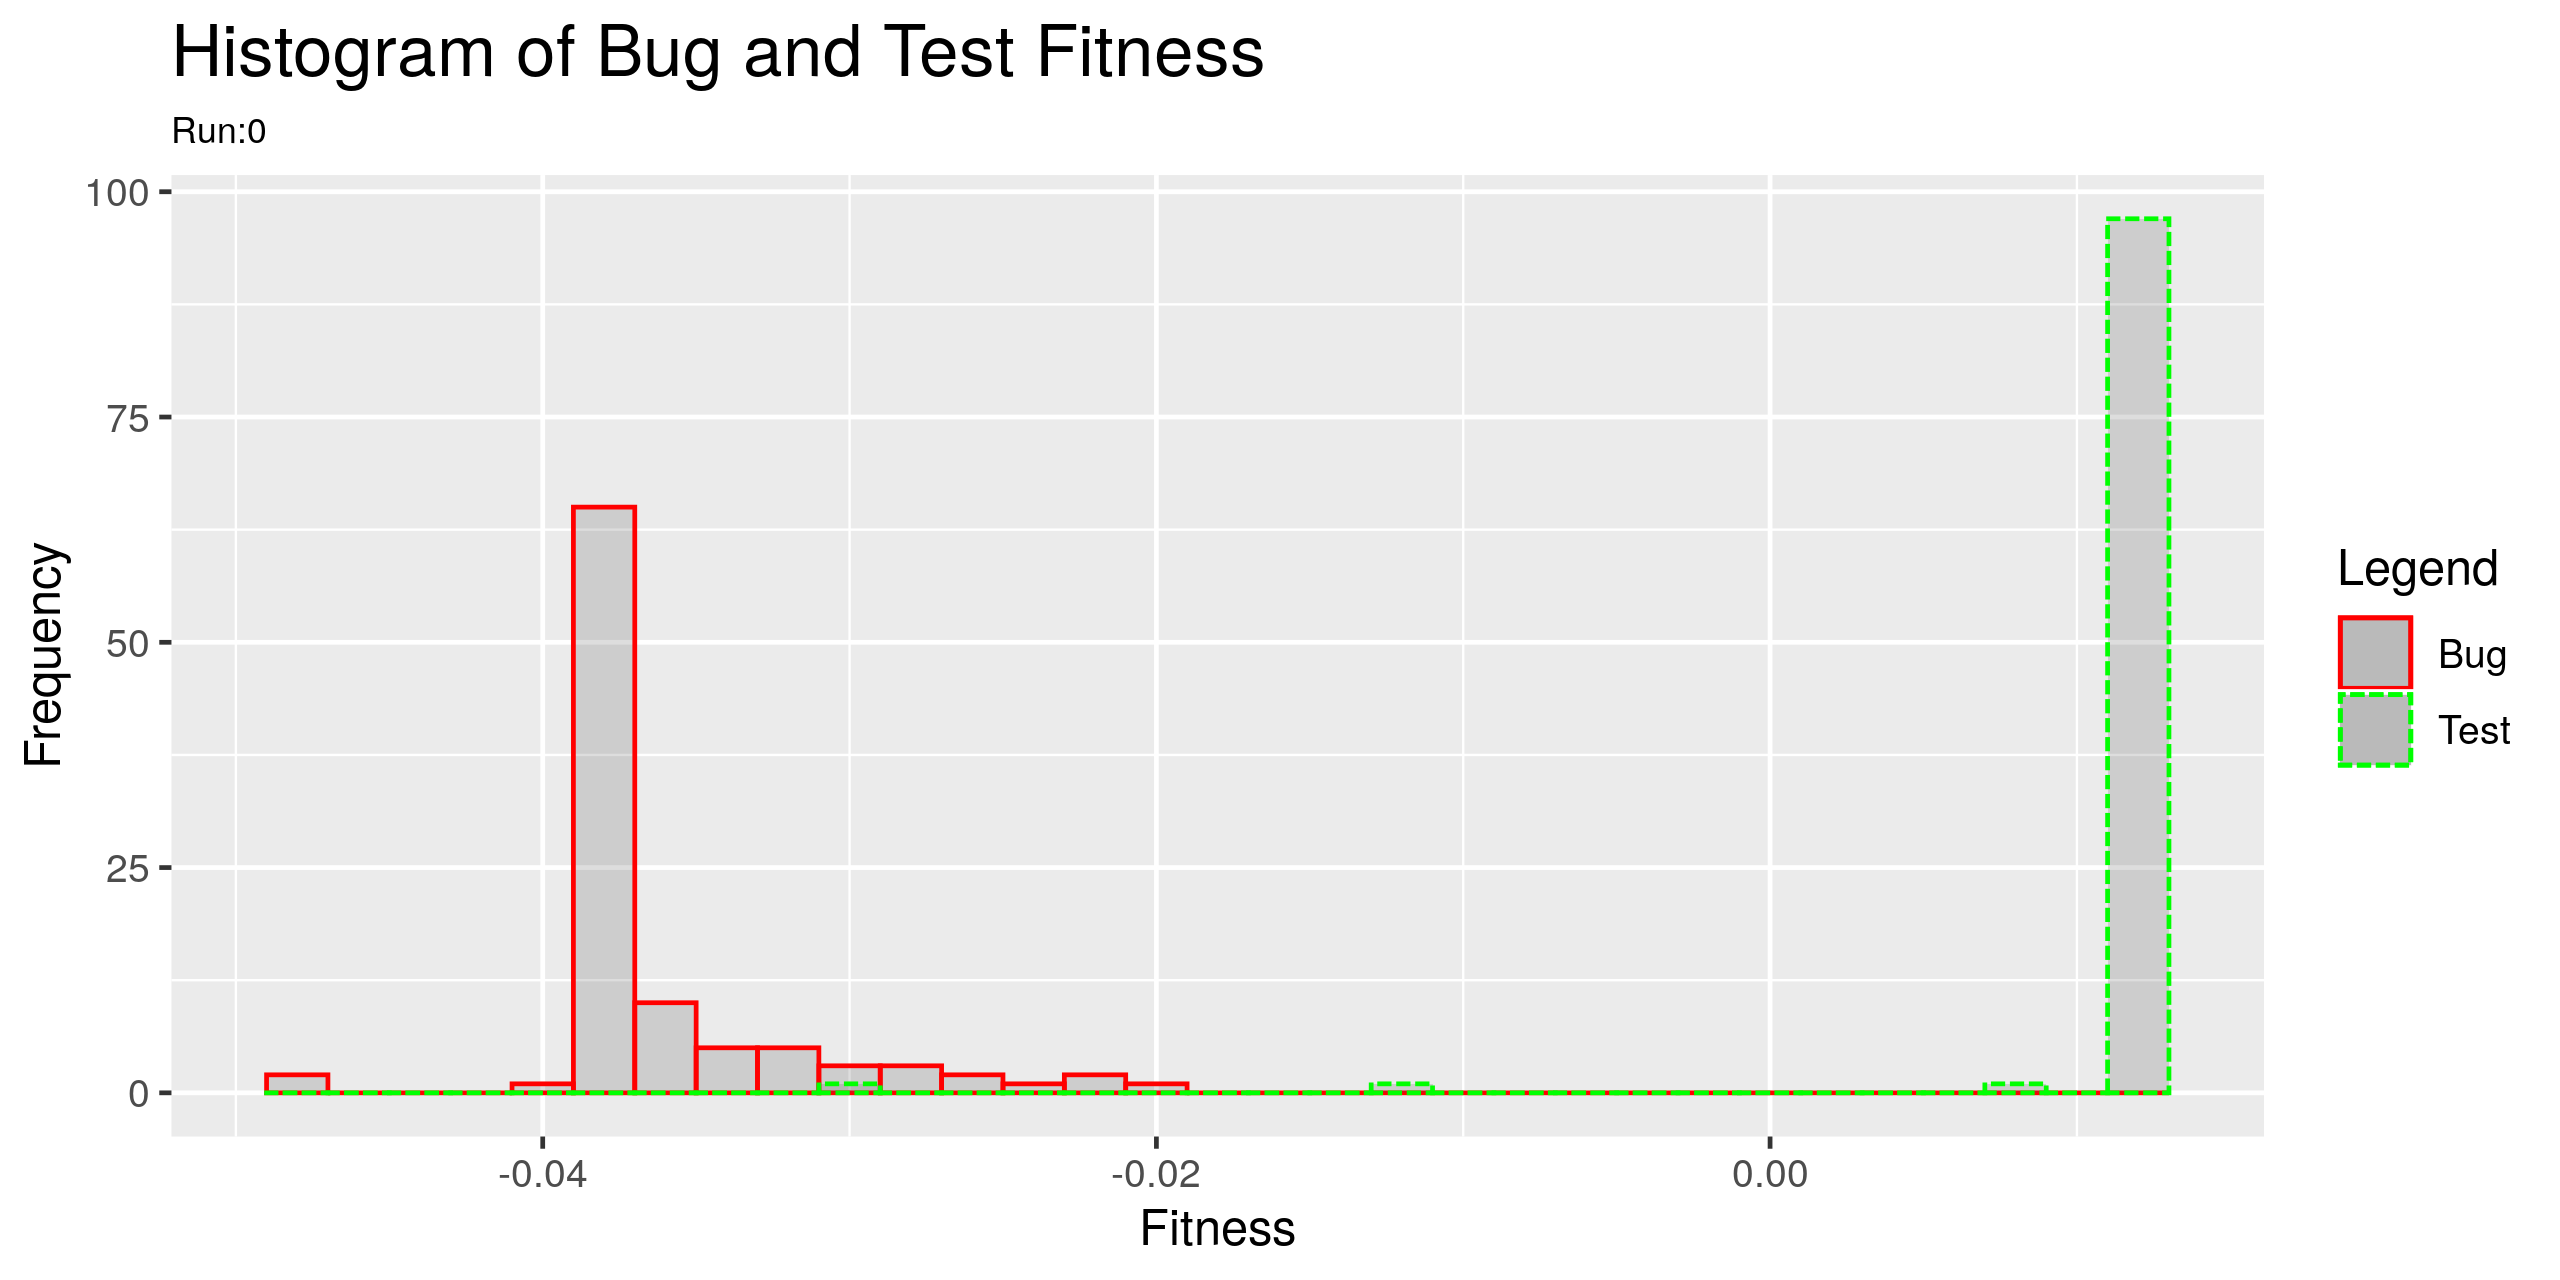 Histogram of Bug and Test Fitness
Run:0
100
75
50
25
0
Frequency
-0.04
-0.02
0.00
Fitness
Legend
Bug
Test